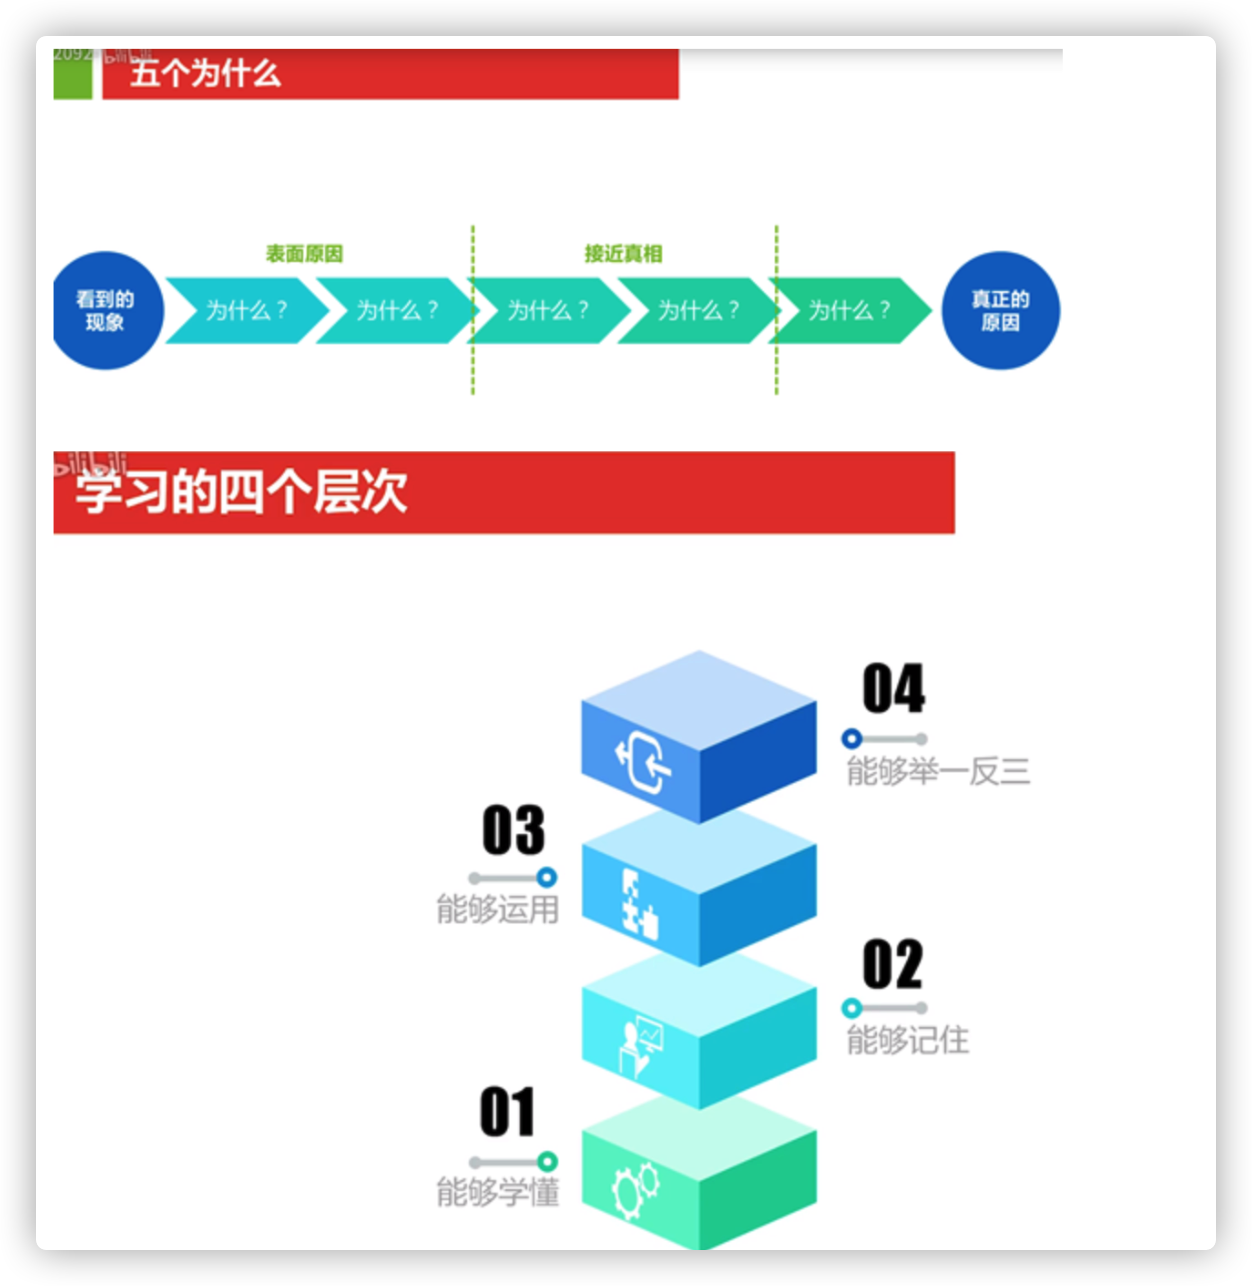 2092
bilibili
五个为什么
表面原因
接近真相
看到的
现象
为什么？
为什么？
为什么？
为什么？
为什么？
真正的
原因
bilibili
学习的四个层次
04
能够举一反三
03
能够运用
02
能够记住
01
能够学懂